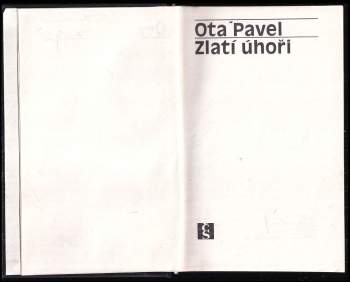 Ota Pavel
Zlatí úhoři